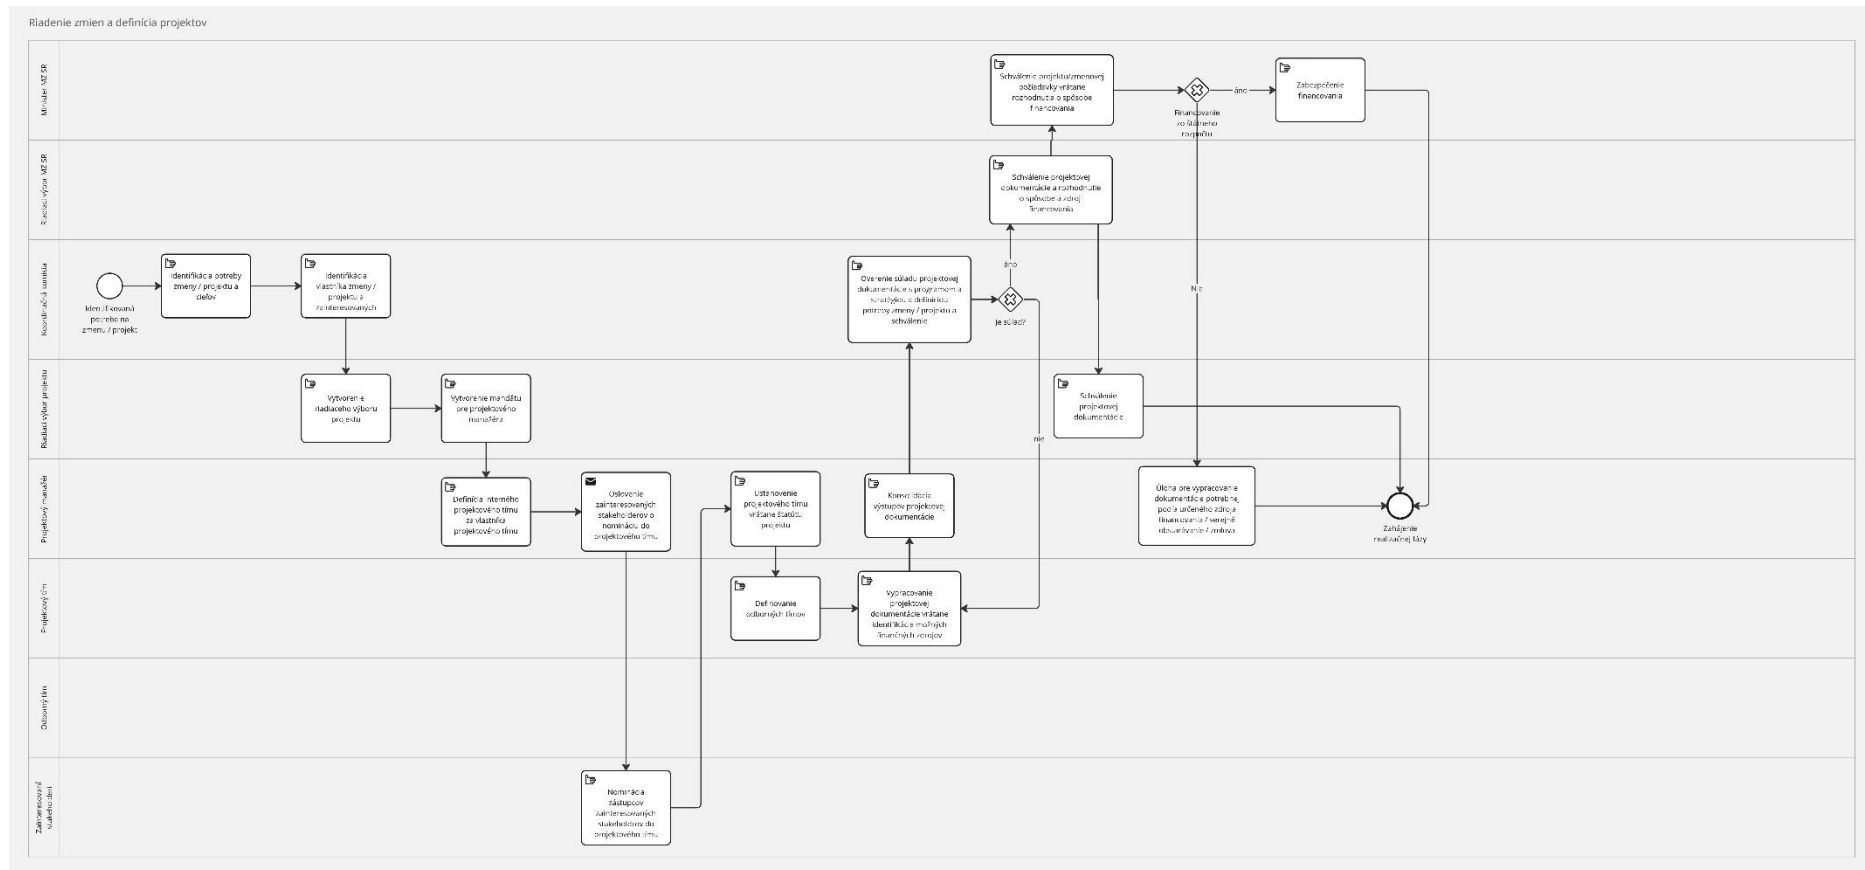 Riadenie zmien a definícia projektov
Minister MZ SR
Schválenie projektu/zmenovej
požiadavky vrátane
rozhodnutia o spôsobe
financovania
Financovanie
zo štátneho
rozpočtu
áno
Zabezpečenie
financovania
Riadiaci výbor MZ SR
Schválenie projektovej
dokumentácie a rozhodnutie
o spôsobe a zdroji
financovania
Koordinačná komisia
Identifikovaná
potreba na
zmenu / projekt
Identifikácia potreby
zmeny / projektu a
cieľov
Identifikácia
vlastníka zmeny /
projektu a
zainteresovaných
Overenie súladu projektovej
dokumentácie s programom a
stratégiou a definíciou
potreby zmeny / projektu a
schválenie
áno
Je súlad?
Nie
Riadiaci výbor projektu
Vytvorenie
riadiaceho výboru
projektu
Vytvorenie mandátu
pre projektového
manažéra
nie
Schválenie
projektovej
dokumentácie
Projektový manažér
Definícia interného
projektového tímu
za vlastníka
projektového tímu
Oslovenie
zainteresovaných
stakeholderov o
nomináciu do
projektového tímu
Ustanovenie
projektového tímu
vrátane štatútu
projektu
Konsolidácia
výstupov projektovej
dokumentácie
Úloha pre vypracovanie
dokumentácie potrebnej
podľa určeného zdroja
financovania / verejné
obstarávanie / zmluva
Zahájenie
realizačnej fázy
Projektový tím
Definovanie
odborných tímov
Vypracovanie
projektovej
dokumentácie vrátane
identifikácie možných
finančných zdrojov
Odborný tím
Zainteresovaní
stakeholderi
Nominácia
zástupcov
zainteresovaných
stakeholdrov do
projektového tímu